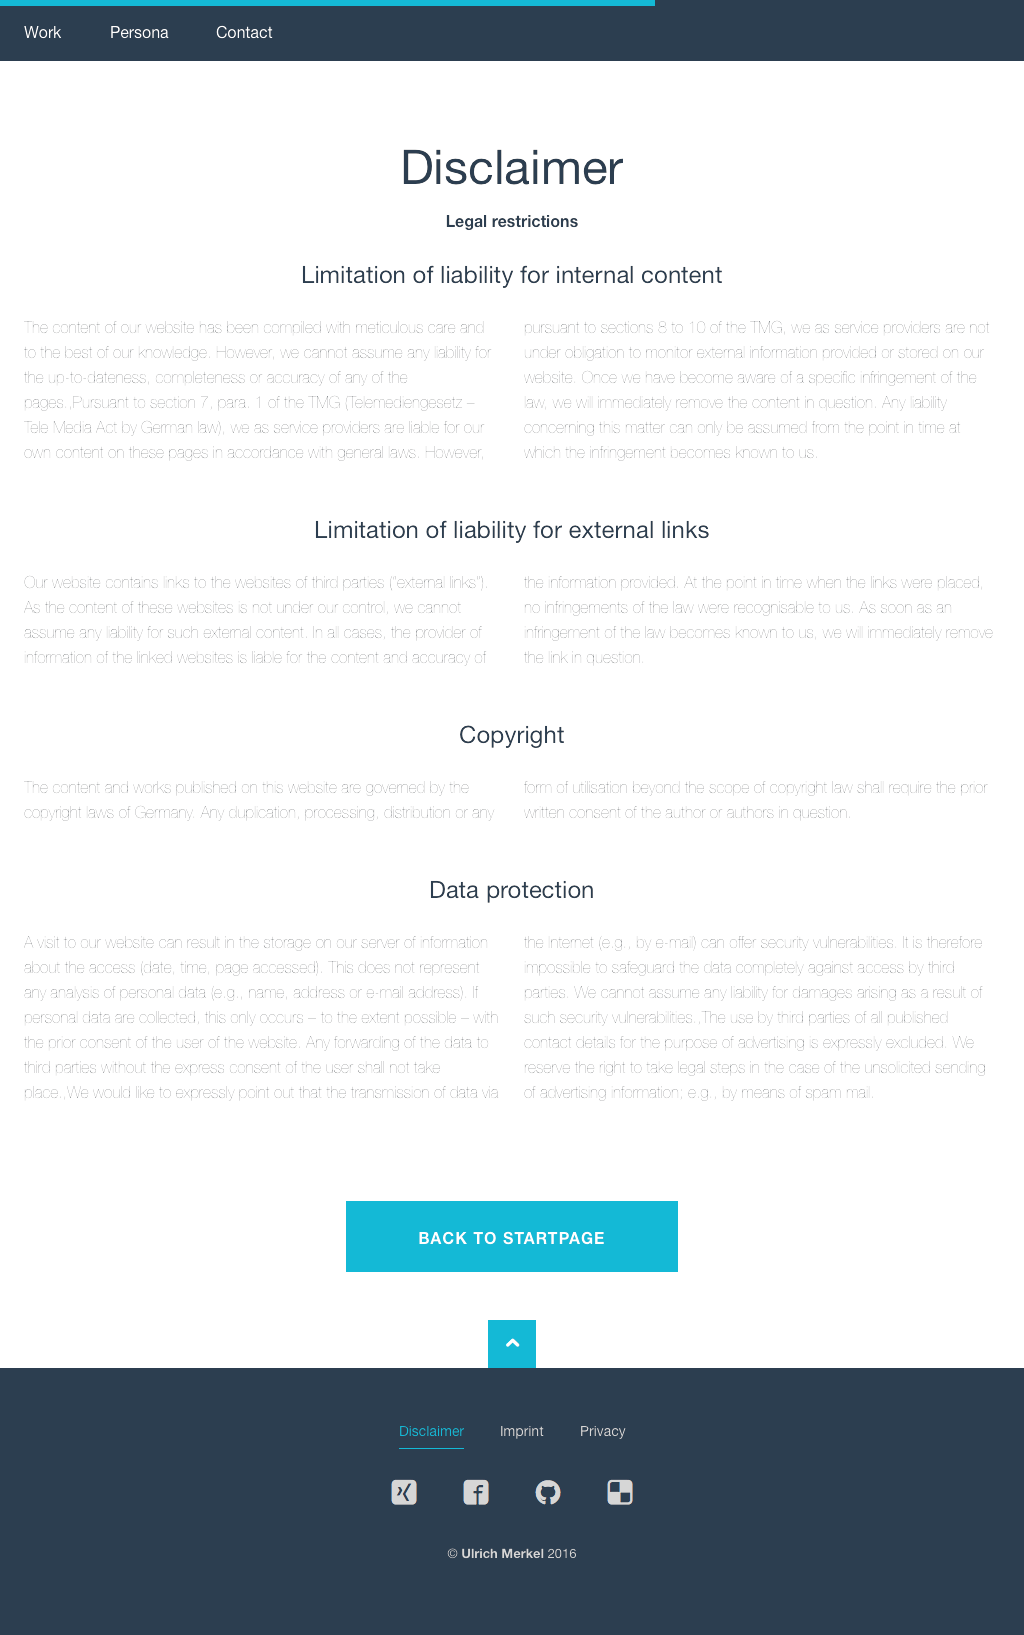 Work Persona Contact
Disclaimer
Legal restrictions
Limitation of liability for internal content
The content of our website has been compiled with meticulous care and
to the best of our knowledge. However, we cannot assume any liability for
the up-to-dateness, completeness or accuracy of any of the
pages.,Pursuant to section 7, para. 1 of the TMG (Telemediengesetz –
Tele Media Act by German law), we as service providers are liable for our
own content on these pages in accordance with general laws. However,
pursuant to sections 8 to 10 of the TMG, we as service providers are not
under obligation to monitor external information provided or stored on our
website. Once we have become aware of a specific infringement of the
law, we will immediately remove the content in question. Any liability
concerning this matter can only be assumed from the point in time at
which the infringement becomes known to us.
Limitation of liability for external links
Our website contains links to the websites of third parties ("external links").
As the content of these websites is not under our control, we cannot
assume any liability for such external content. In all cases, the provider of
information of the linked websites is liable for the content and accuracy of
the information provided. At the point in time when the links were placed,
no infringements of the law were recognisable to us. As soon as an
infringement of the law becomes known to us, we will immediately remove
the link in question.
Copyright
The content and works published on this website are governed by the
copyright laws of Germany. Any duplication, processing, distribution or any
form of utilisation beyond the scope of copyright law shall require the prior
written consent of the author or authors in question.
Data protection
A visit to our website can result in the storage on our server of information
about the access (date, time, page accessed). This does not represent
any analysis of personal data (e.g., name, address or e-mail address). If
personal data are collected, this only occurs – to the extent possible – with
the prior consent of the user of the website. Any forwarding of the data to
third parties without the express consent of the user shall not take
place.,We would like to expressly point out that the transmission of data via
the Internet (e.g., by e-mail) can offer security vulnerabilities. It is therefore
impossible to safeguard the data completely against access by third
parties. We cannot assume any liability for damages arising as a result of
such security vulnerabilities.,The use by third parties of all published
contact details for the purpose of advertising is expressly excluded. We
reserve the right to take legal steps in the case of the unsolicited sending
of advertising information; e.g., by means of spam mail.
BACK TO STARTPAGE
Disclaimer Imprint Privacy
© Ulrich Merkel 2016